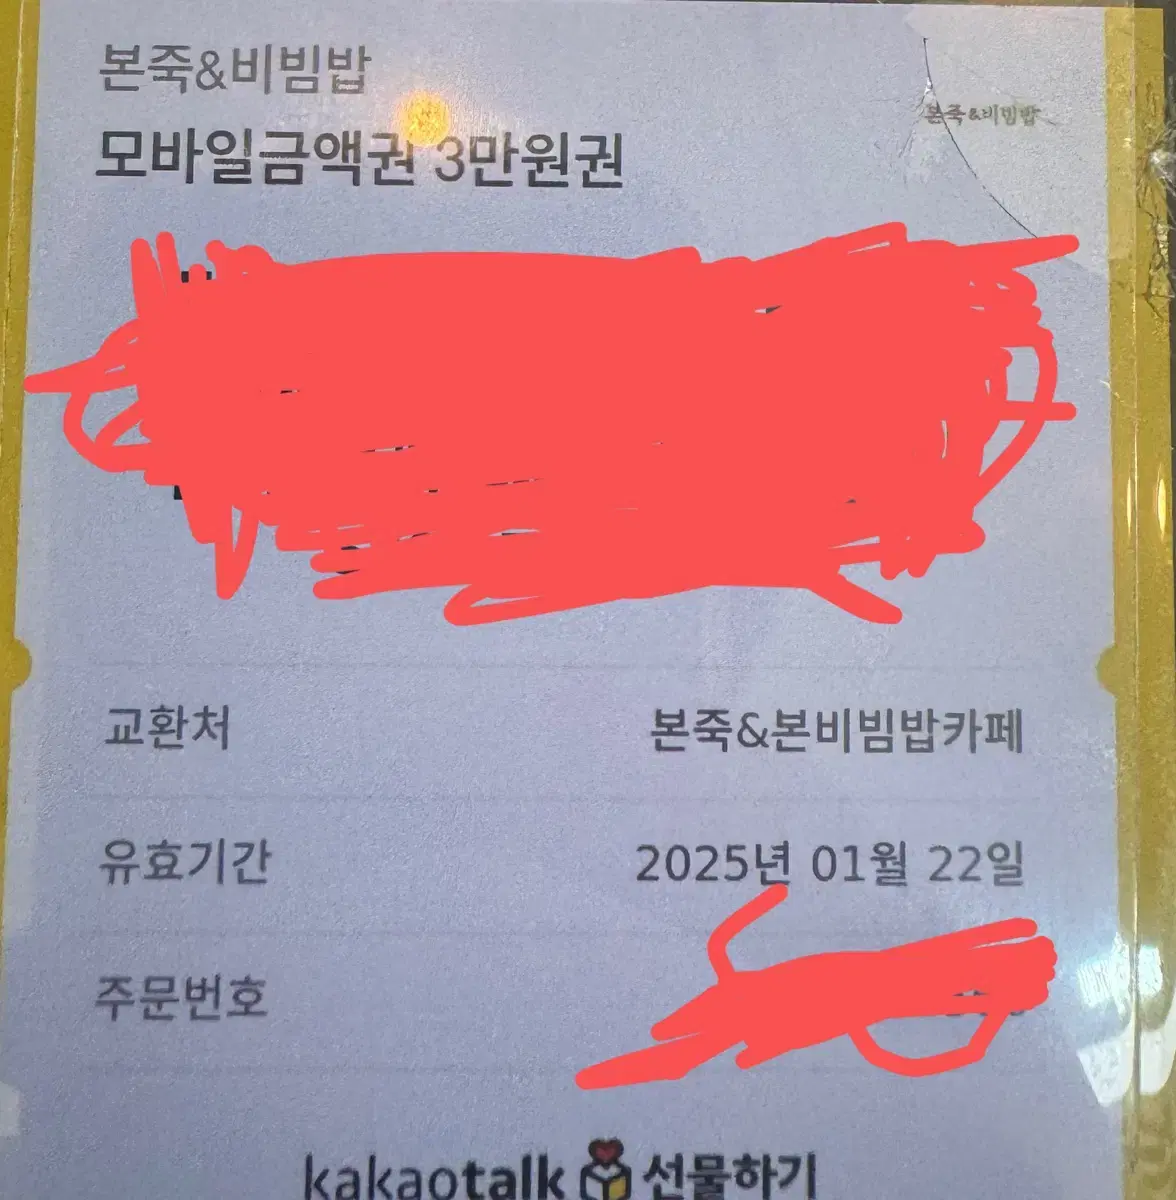 본죽&비빔밥
본죽&비빔밥
모바일금액권 3만원권
교환처 본죽&본비빔밥카페
유효기간 2025년 01월 22일
주문번호
kakaotalk 선물하기